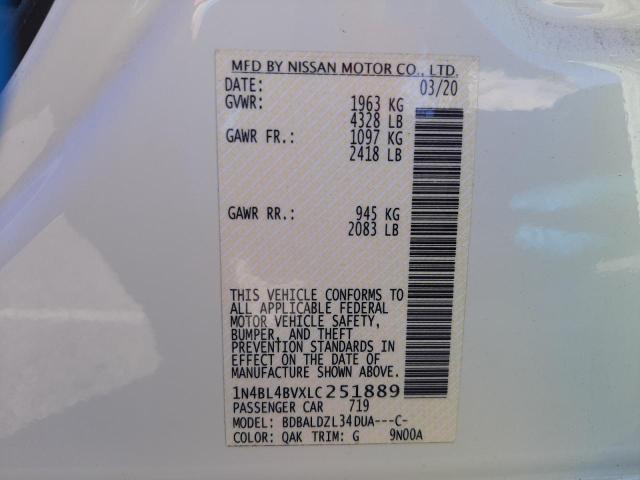 MFD BY NISSAN MOTOR CO., LTD.
DATE: 03/20
GVWR: 1963 KG
4328 LB
GAWR FR.: 1097 KG
2418 LB
GAWR RR.: 945 KG
2083 LB
THIS VEHICLE CONFORMS TO
ALL APPLICABLE FEDERAL
MOTOR VEHICLE SAFETY,
BUMPER, AND THEFT
PREVENTION STANDARDS IN
EFFECT ON THE DATE OF
MANUFACTURE SHOWN ABOVE.
1N4BL4BVXLC251889
PASSENGER CAR 719
MODEL: BDBALDZL34DUA---C-
COLOR: QAK TRIM: G 9N00A